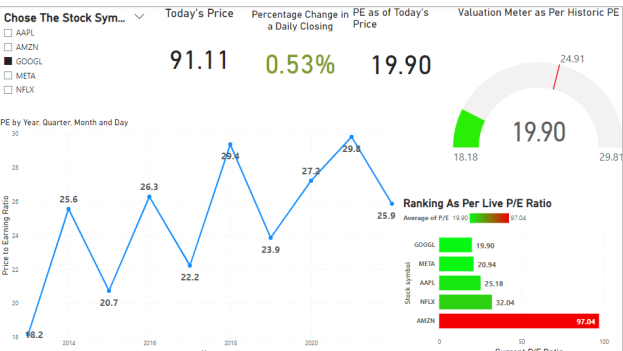 Chose The Stock Sym...
AAPL
AMZN
GOOGL
META
NFLX
Today's Price
91.11
Percentage Change in
a Daily Closing
0.53%
PE as of Today's
Price
19.90
Valuation Meter as Per Historic PE
24.91
19.90
18.18
29.81
PE by Year, Quarter, Month and Day
Price to Earning Ratio
30
28
26
24
22
20
18
18.2
25.6
20.7
26.3
22.2
29.4
23.9
27.2
29.8
25.9
2014
2016
2018
2020
Ranking As Per Live P/E Ratio
Average of P/E 19.90 97.04
Stock symbol
GOOGL 19.90
META 20.94
AAPL 25.18
NFLX 32.04
AMZN 97.04
0 50 100
Current P/E Ratio